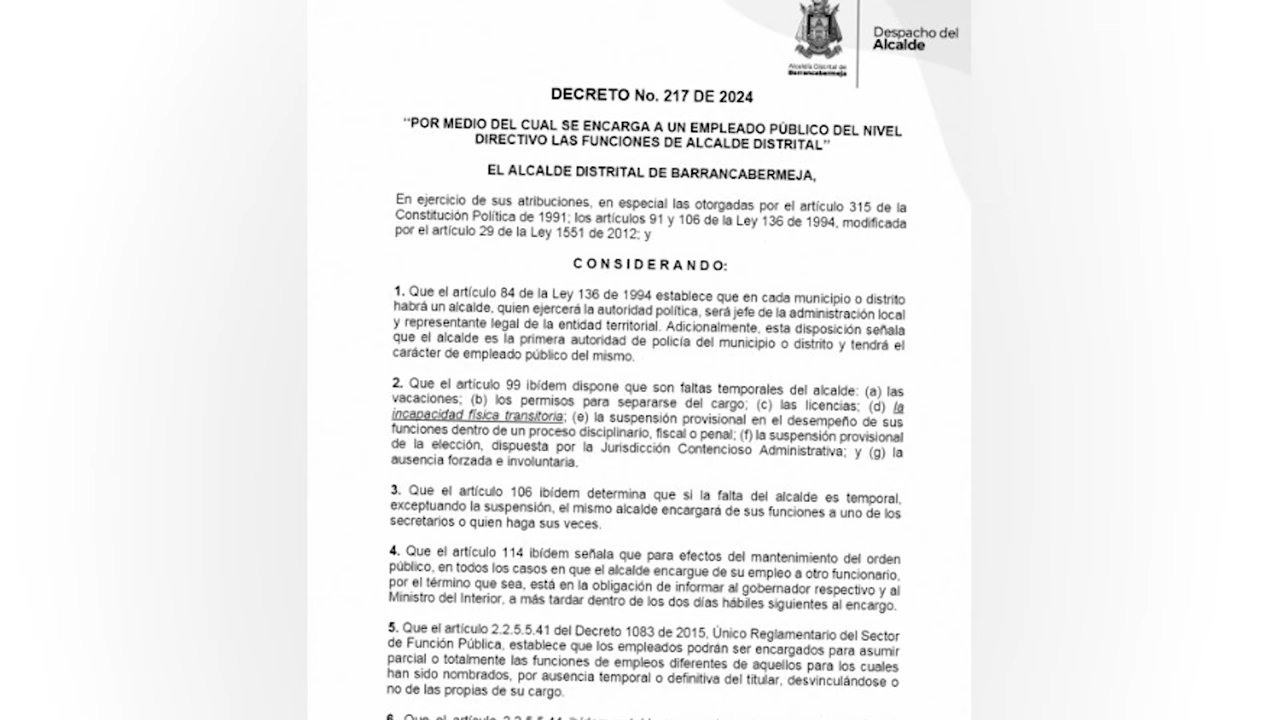 Despacho del
Alcalde
Alcaldía Distrital de
Barrancabermeja
DECRETO No. 217 DE 2024
"POR MEDIO DEL CUAL SE ENCARGA A UN EMPLEADO PÚBLICO DEL NIVEL
DIRECTIVO LAS FUNCIONES DE ALCALDE DISTRITAL"
EL ALCALDE DISTRITAL DE BARRANCABERMEJA,
En ejercicio de sus atribuciones, en especial las otorgadas por el artículo 315 de la
Constitución Política de 1991; los artículos 91 y 106 de la Ley 136 de 1994, modificada
por el artículo 29 de la Ley 1551 de 2012; y
CONSIDERANDO:
1. Que el artículo 84 de la Ley 136 de 1994 establece que en cada municipio o distrito
habrá un alcalde, quien ejercerá la autoridad política, será jefe de la administración local
y representante legal de la entidad territorial. Adicionalmente, esta disposición señala
que el alcalde es la primera autoridad de policía del municipio o distrito y tendrá el
carácter de empleado público del mismo.
2. Que el artículo 99 ibídem dispone que son faltas temporales del alcalde: (a) las
vacaciones; (b) los permisos para separarse del cargo; (c) las licencias; (d) la
incapacidad física transitoria; (e) la suspensión provisional en el desempeño de sus
funciones dentro de un proceso disciplinario, fiscal o penal; (f) la suspensión provisional
de la elección, dispuesta por la Jurisdicción Contencioso Administrativa; y (g) la
ausencia forzada e involuntaria.
3. Que el artículo 106 ibídem determina que si la falta del alcalde es temporal,
exceptuando la suspensión, el mismo alcalde encargará de sus funciones a uno de los
secretarios o quien haga sus veces.
4. Que el artículo 114 ibídem señala que para efectos del mantenimiento del orden
público, en todos los casos en que el alcalde encargue de su empleo a otro funcionario,
por el término que sea, está en la obligación de informar al gobernador respectivo y al
Ministro del Interior, a más tardar dentro de los dos días hábiles siguientes al encargo.
5. Que el artículo 2.2.5.5.41 del Decreto 1083 de 2015, Único Reglamentario del Sector
de Función Pública, establece que los empleados podrán ser encargados para asumir
parcial o totalmente las funciones de empleos diferentes de aquellos para los cuales
han sido nombrados, por ausencia temporal o definitiva del titular, desvinculándose o
no de las propias de su cargo.
6. Que el artículo 2.2.5.5.44 ibídem